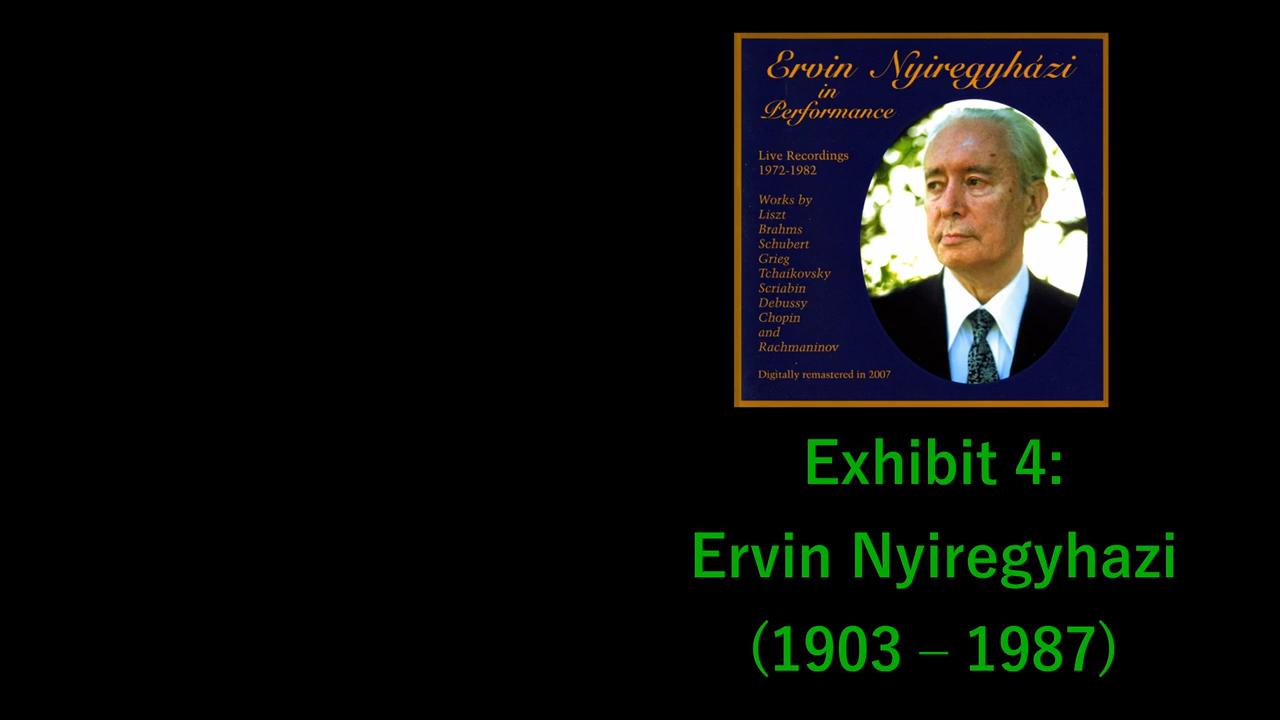 Ervin Nyiregyházi
in
Performance
Live Recordings
1972-1982
Works by
Liszt
Brahms
Schubert
Grieg
Tchaikovsky
Scriabin
Debussy
Chopin
and
Rachmaninov
Digitally remastered in 2007
Exhibit 4:
Ervin Nyiregyhazi
(1903 – 1987)